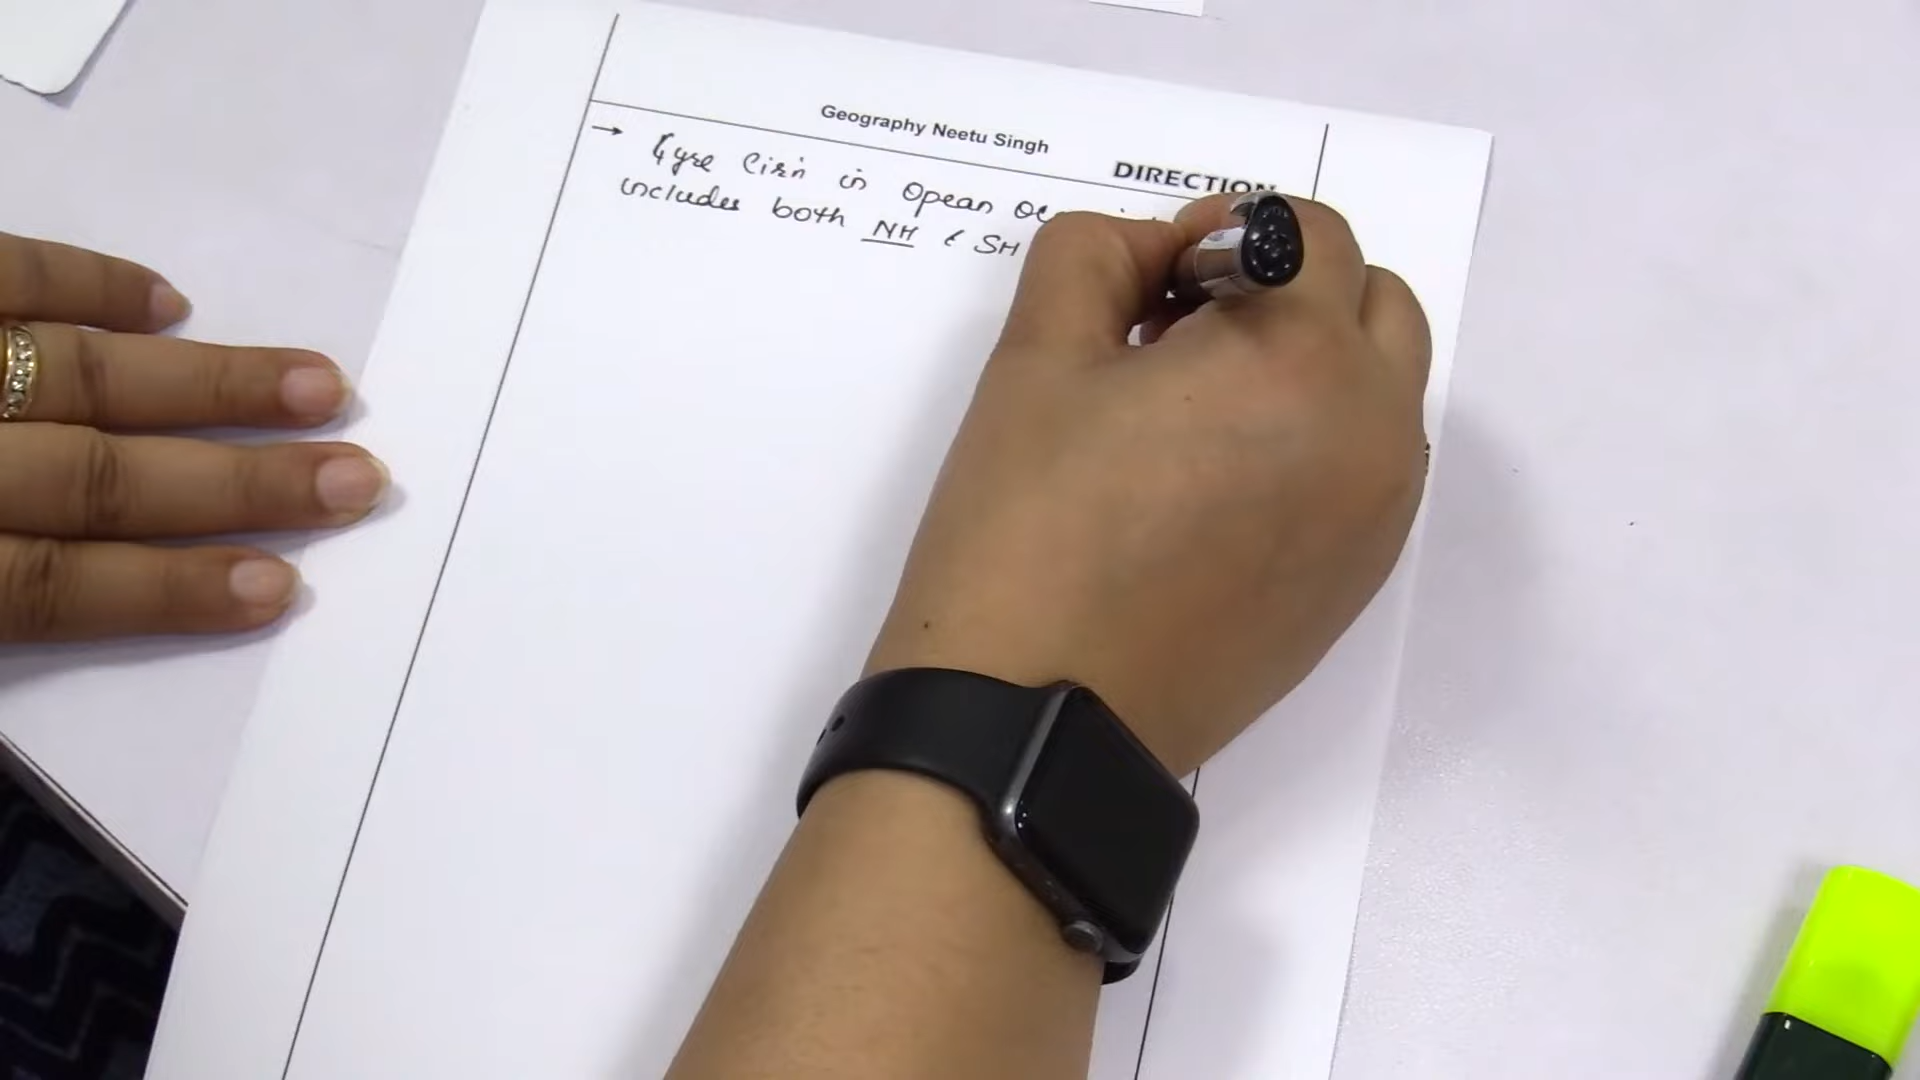 Geography Neetu Singh
DIRECTION
→ Gyre Cirn in Opean
includes both NH & SH